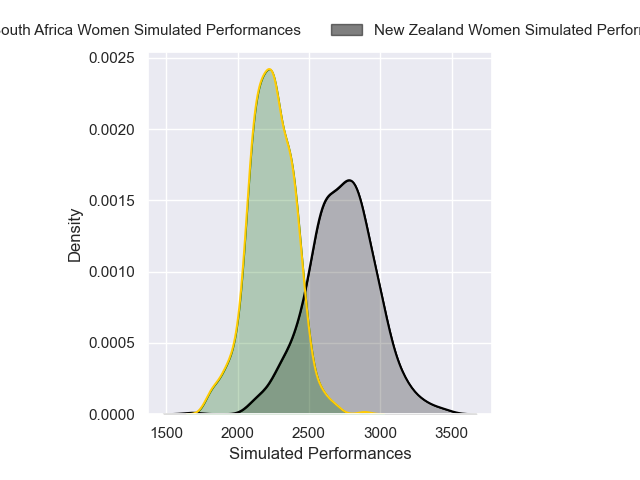 outh Africa Women Simulated Performances
New Zealand Women Simulated Perfor
0.0025
0.0020
0.0015
0.0010
0.0005
0.0000
Density
1500 2000 2500 3000 3500
Simulated Performances